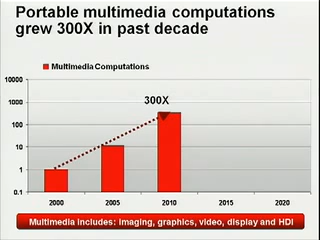 Portable multimedia computations
grew 300X in past decade
Multimedia Computations
10000
1000
100
10
1
0.1
300X
2000 2005 2010 2015 2020
Multimedia includes: imaging, graphics, video, display and HDI